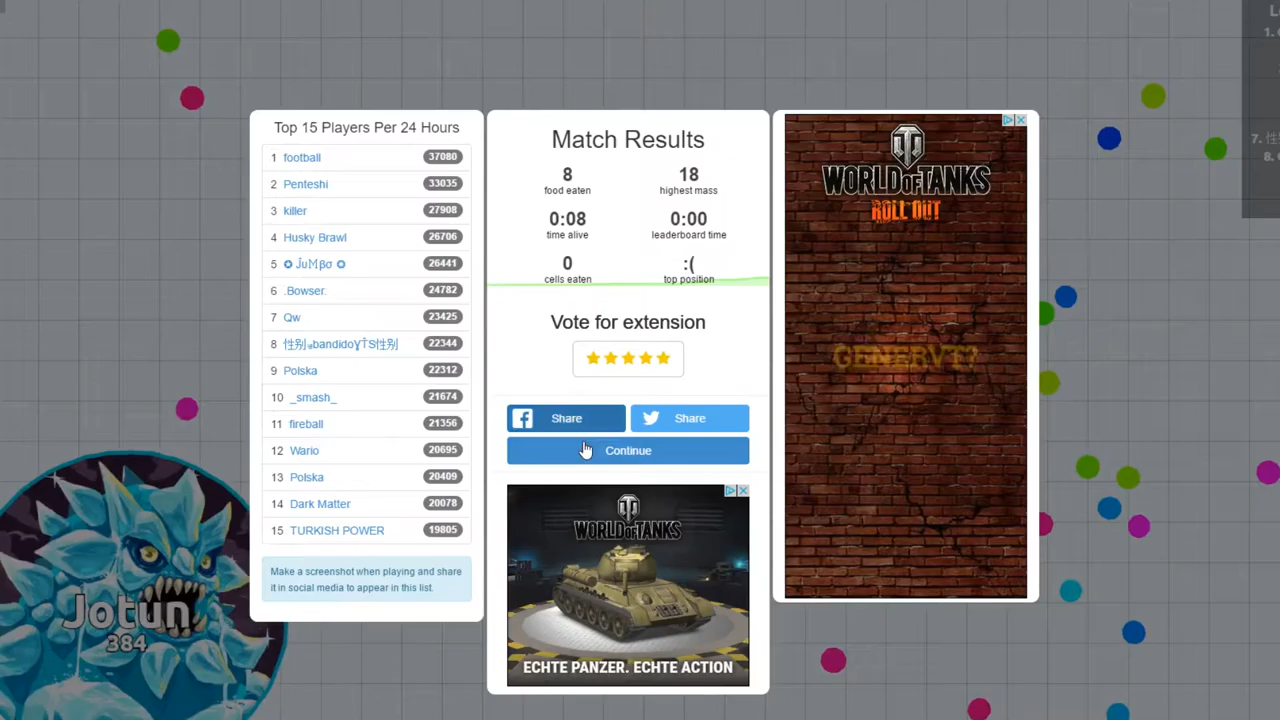 Top 15 Players Per 24 Hours
1 football 37080
2 Penteshi 33035
3 killer 27908
4 Husky Brawl 26706
5 26441
6 .Bowser. 24782
7 Qw 23425
8 22344
9 Polska 22312
10 _smash_ 21674
11 fireball 21356
12 Wario 20695
13 Polska 20409
14 Dark Matter 20078
15 TURKISH POWER 19805
Make a screenshot when playing and share
it in social media to appear in this list.
Match Results
8 18
food eaten highest mass
0:08 0:00
time alive leaderboard time
0 :(
cells eaten top position
Vote for extension
Share Share
Continue
WORLD OF TANKS
ECHTE PANZER. ECHTE ACTION
WORLD OF TANKS
ROLL OUT
GENERVT?
Jotun
384
1.
7. 性
8.